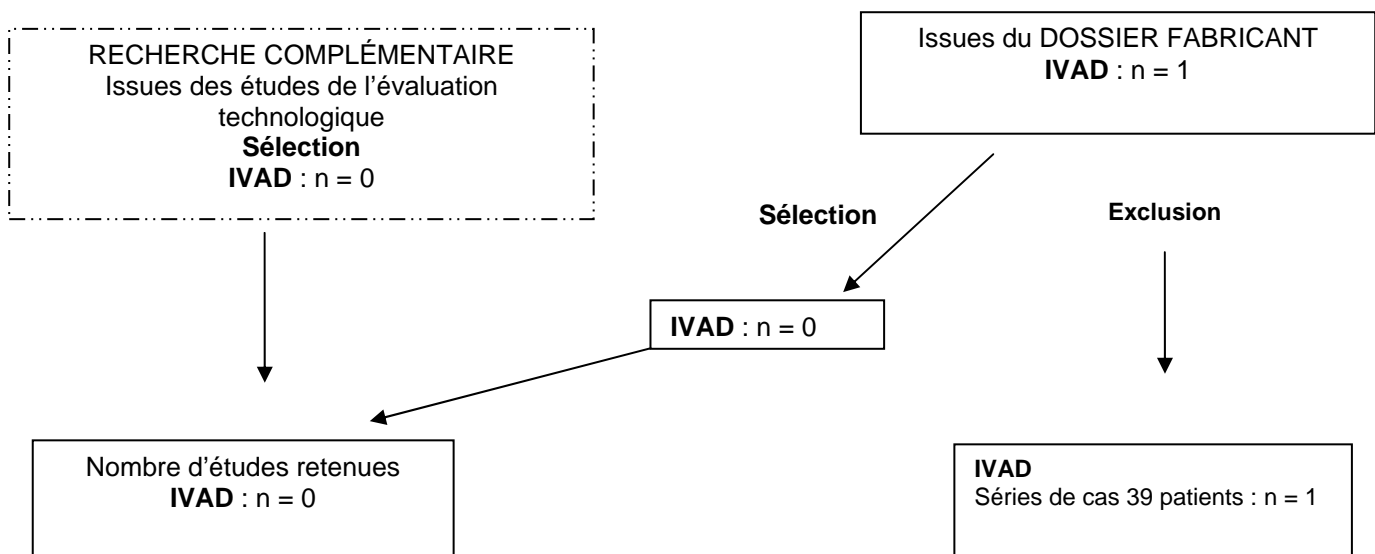 RECHERCHE COMPLÉMENTAIRE
Issues des études de l’évaluation
technologique
Sélection
IVAD : n = 0
Issues du DOSSIER FABRICANT
IVAD : n = 1
Sélection
Exclusion
IVAD : n = 0
Nombre d’études retenues
IVAD : n = 0
IVAD
Séries de cas 39 patients : n = 1